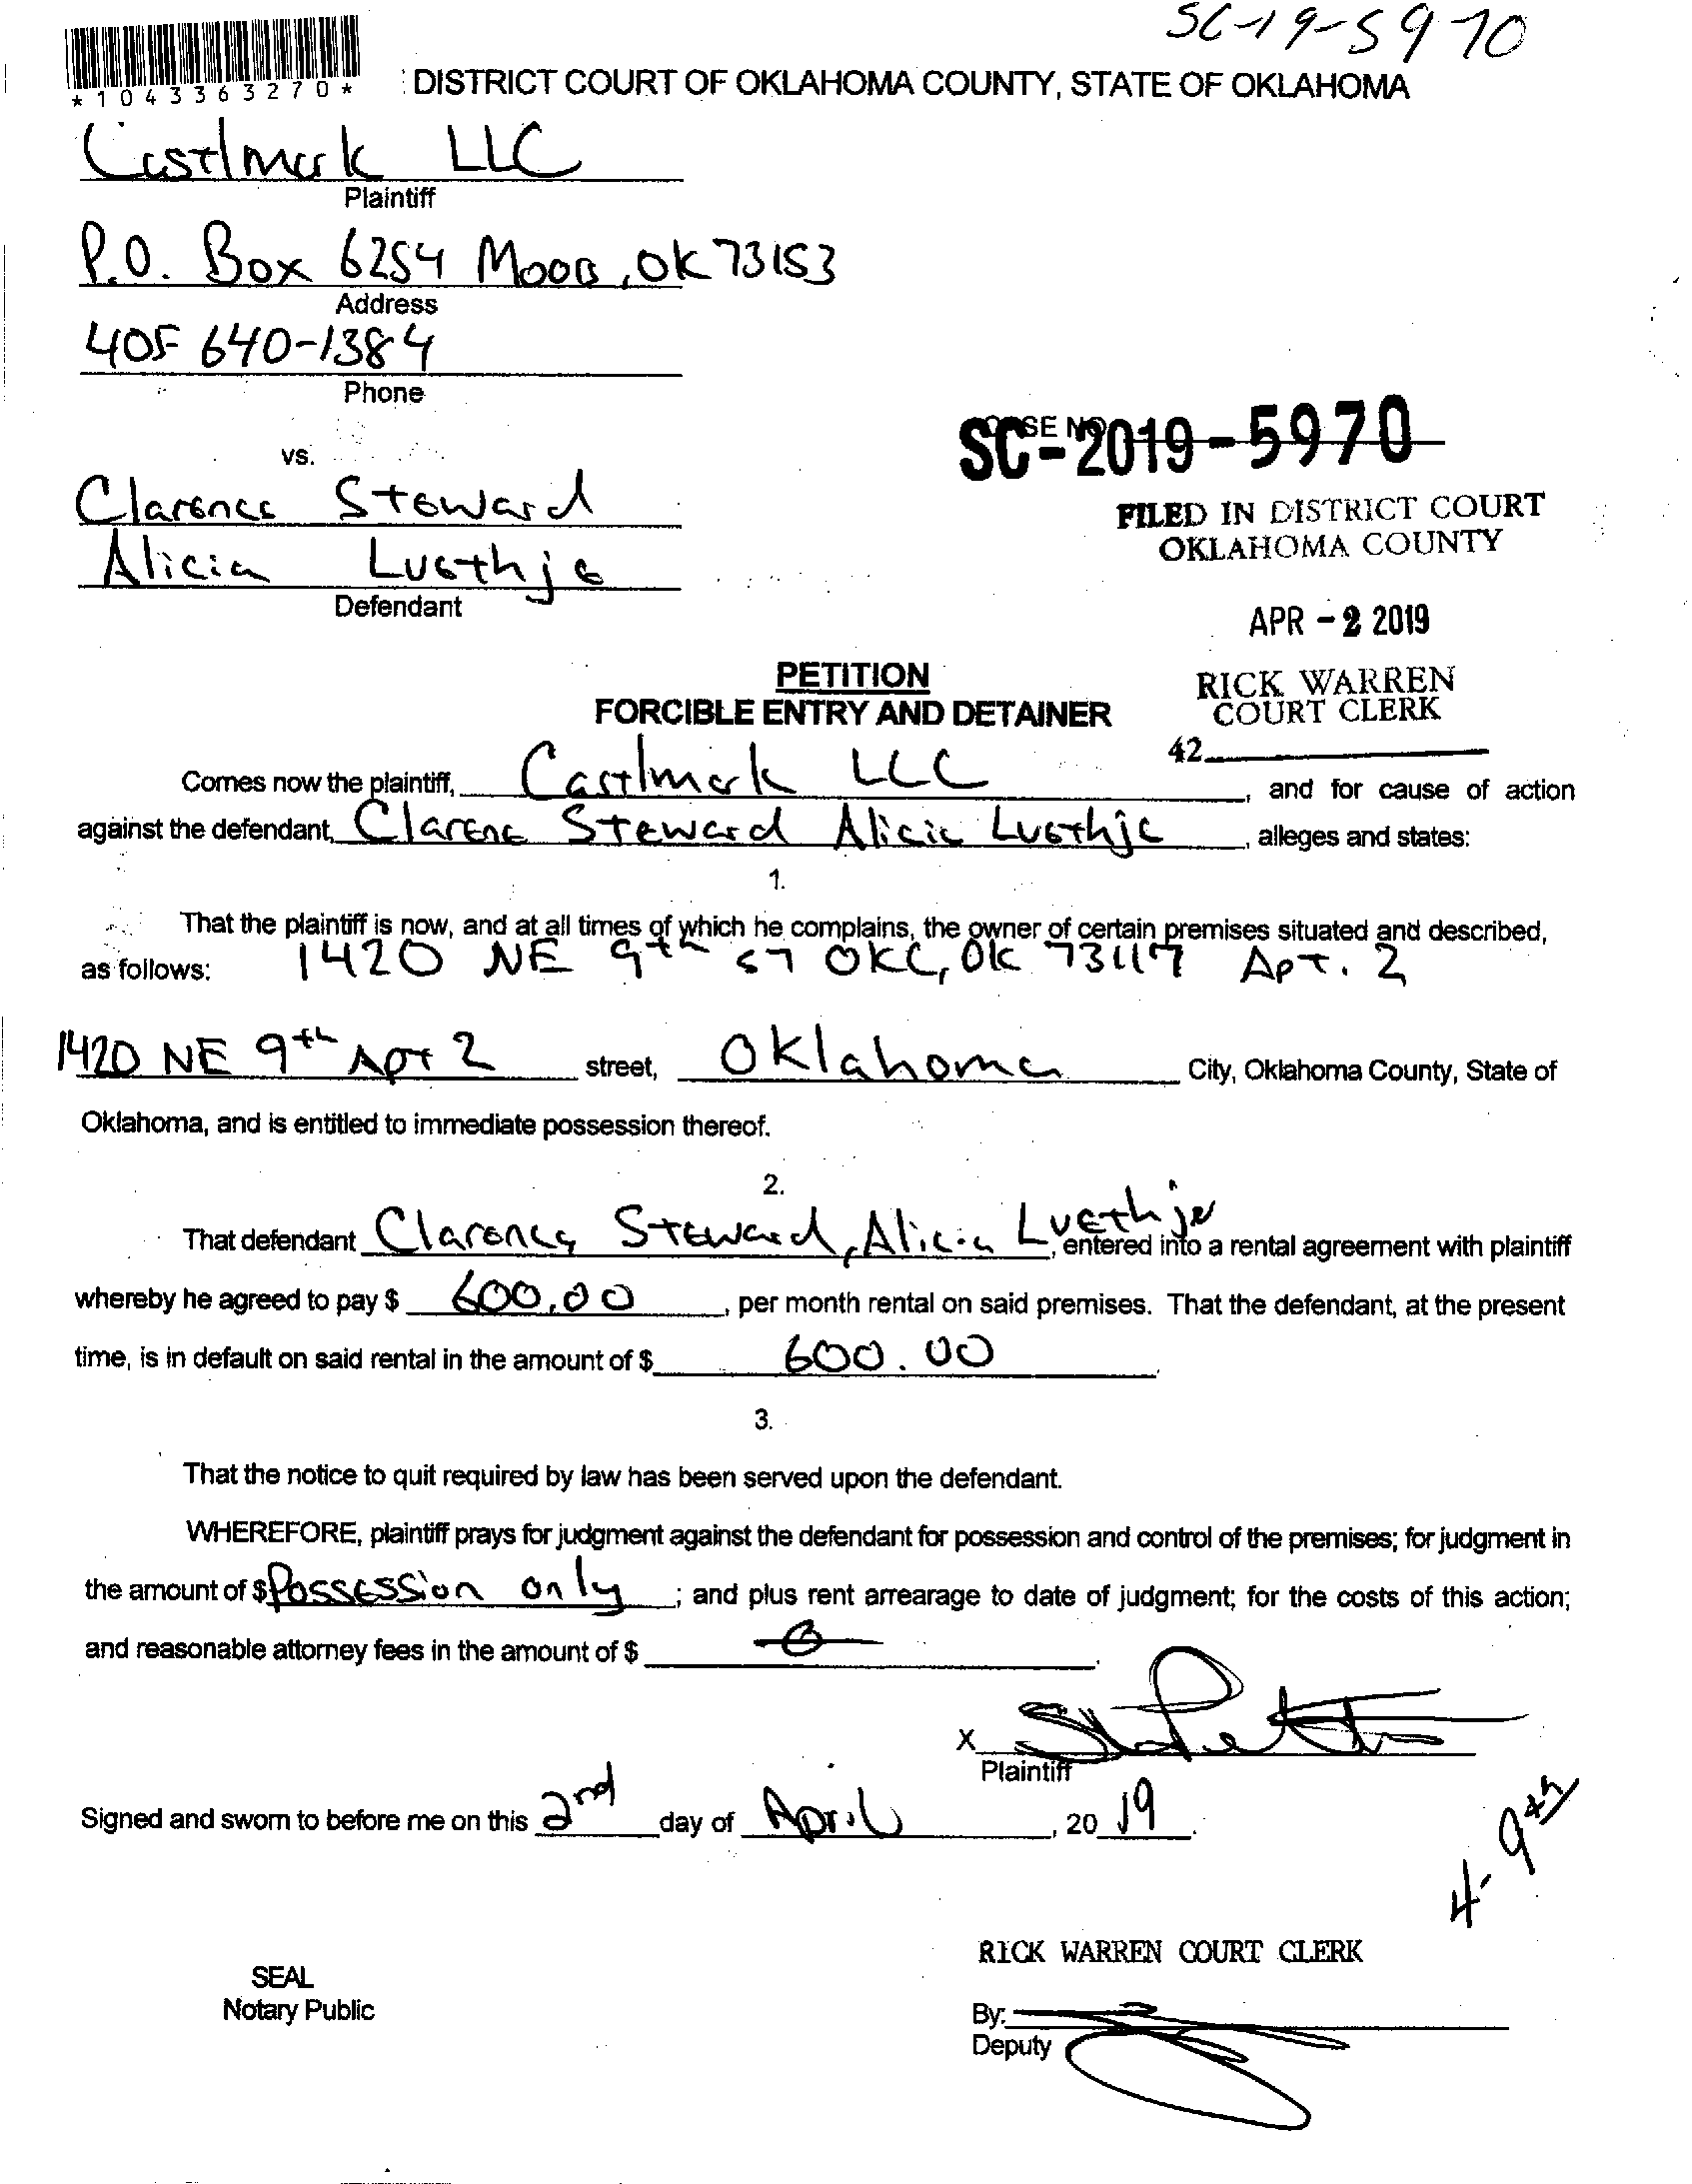 SC-19-5970
*1043363270*
DISTRICT COURT OF OKLAHOMA COUNTY, STATE OF OKLAHOMA
Castlmark LLC
Plaintiff
P.O. Box 6254 Moore, OK 73153
Address
405 640-1384
Phone
vs.
CASE NO.
SC-2019-5970
Clarence Steward
Alicia Luethje
Defendant
FILED IN DISTRICT COURT
OKLAHOMA COUNTY
APR -2 2019
RICK WARREN
COURT CLERK
42
PETITION
FORCIBLE ENTRY AND DETAINER
Comes now the plaintiff, Castlmark LLC, and for cause of action
against the defendant, Clarence Steward Alicia Luethje, alleges and states:
1.
That the plaintiff is now, and at all times of which he complains, the owner of certain premises situated and described,
as follows: 1420 NE 9th ST OKC, OK 73117 Apt. 2
1420 NE 9th Apt 2 street, Oklahoma City, Oklahoma County, State of
Oklahoma, and is entitled to immediate possession thereof.
2.
That defendant Clarence Steward, Alicia Luethje, entered into a rental agreement with plaintiff
whereby he agreed to pay $ 600.00, per month rental on said premises. That the defendant, at the present
time, is in default on said rental in the amount of $ 600.00.
3.
That the notice to quit required by law has been served upon the defendant.
WHEREFORE, plaintiff prays for judgment against the defendant for possession and control of the premises; for judgment in
the amount of $ Possession only; and plus rent arrearage to date of judgment; for the costs of this action;
and reasonable attorney fees in the amount of $ 0.
X
Plaintiff
Signed and sworn to before me on this 2nd day of April, 2019.
4-9th
RICK WARREN COURT CLERK
SEAL
Notary Public
By:
Deputy